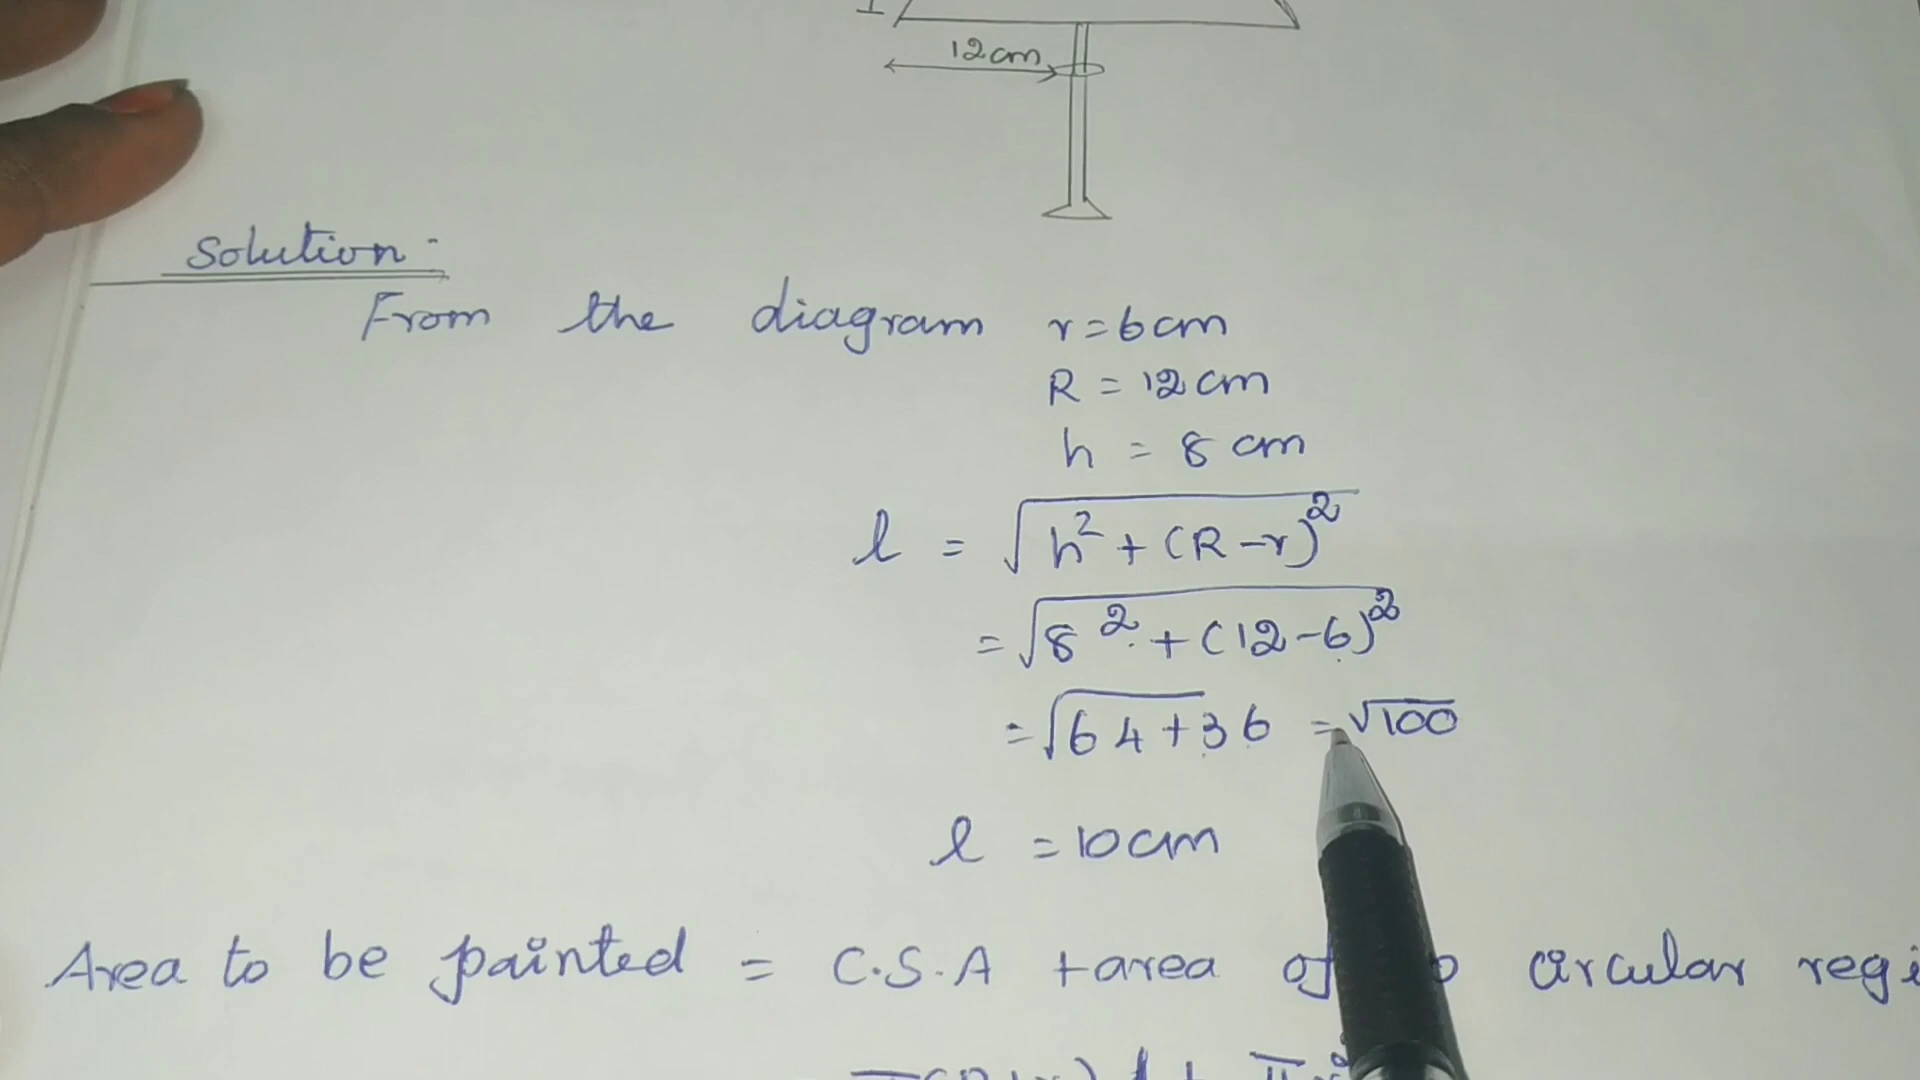 12cm
Solution:
From the diagram r=6cm
R = 12cm
h = 8 cm
l = √h² + (R-r)²
= √8² + (12-6)²
= √64+36 = √100
l = 10cm
Area to be painted = C.S.A + area of circular